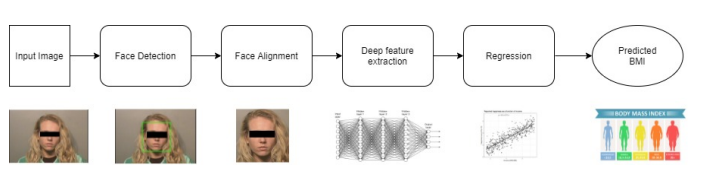 Input Image
Face Detection
Face Alignment
Deep feature
extraction
Regression
Predicted
BMI
BODY MASS INDEX